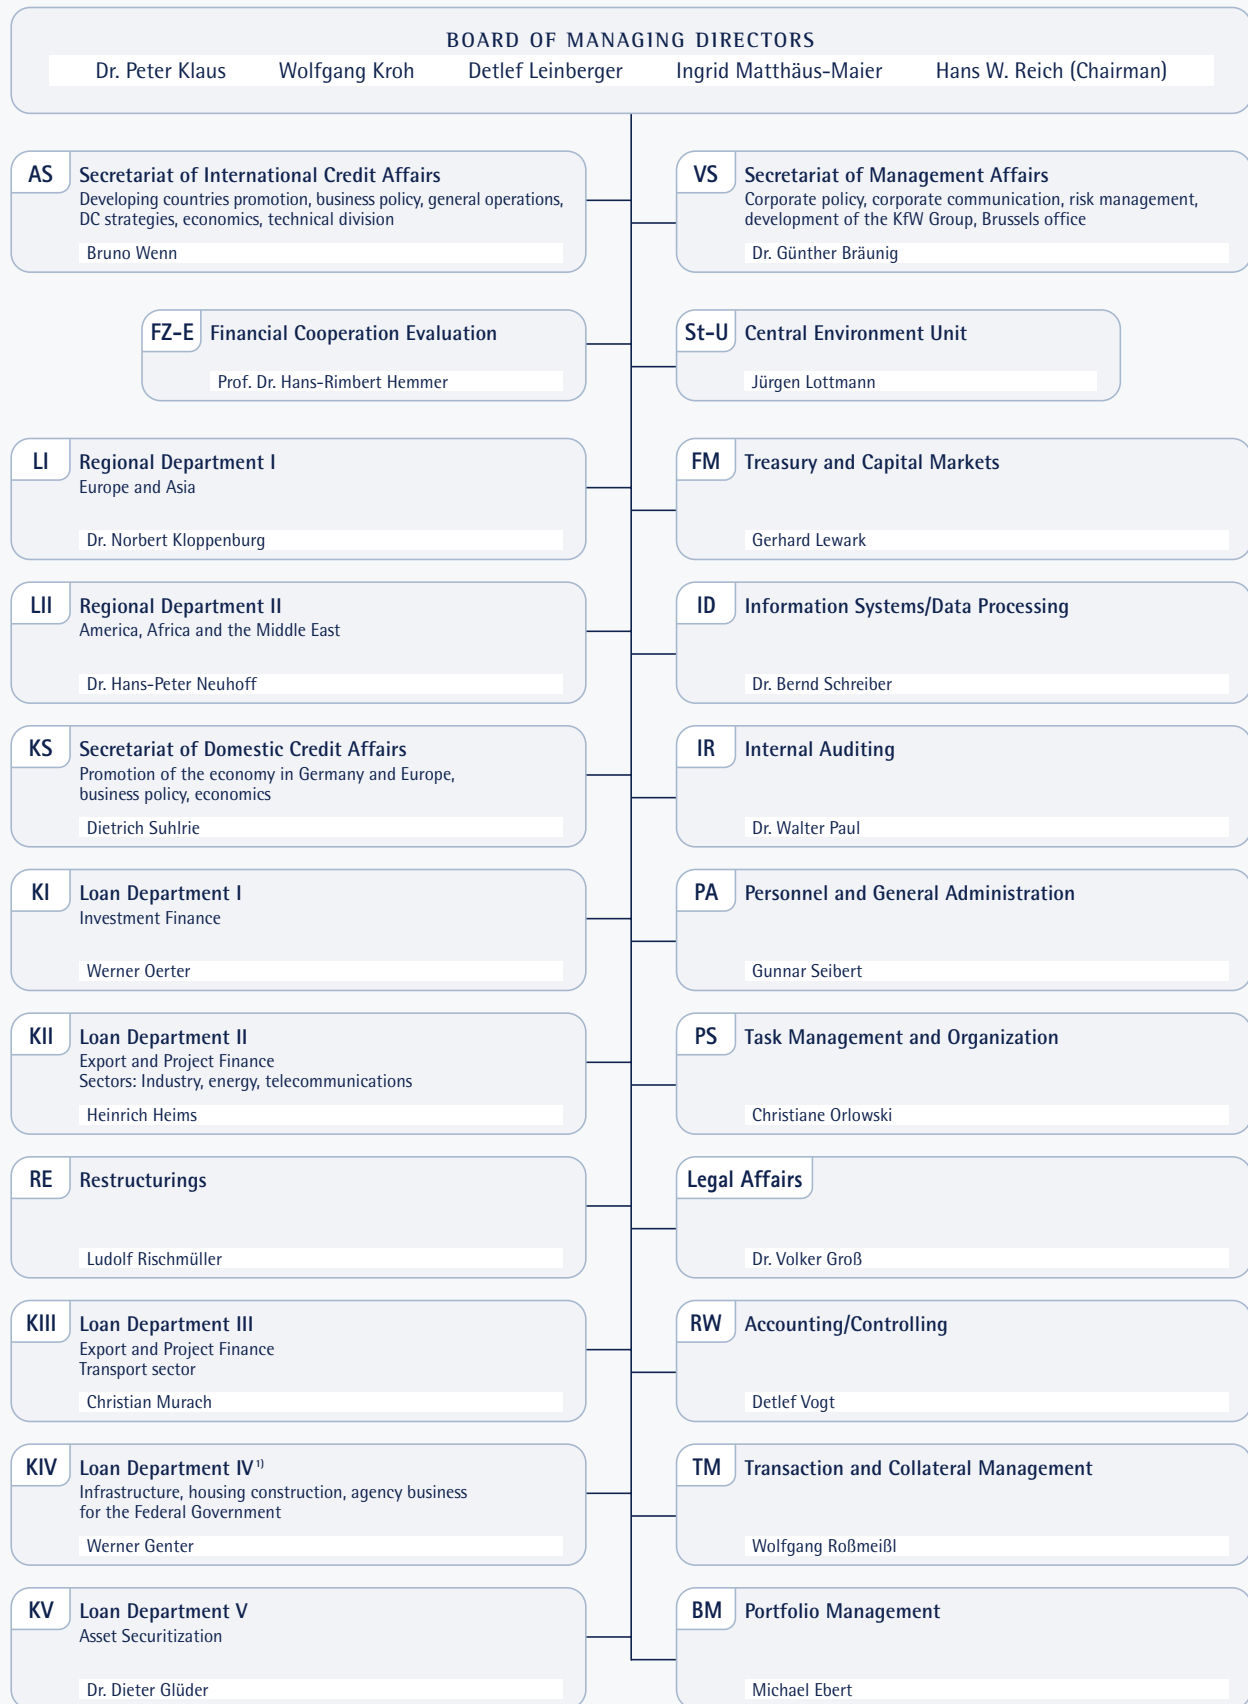 BOARD OF MANAGING DIRECTORS
Dr. Peter Klaus Wolfgang Kroh Detlef Leinberger Ingrid Matthäus-Maier Hans W. Reich (Chairman)
AS Secretariat of International Credit Affairs
Developing countries promotion, business policy, general operations,
DC strategies, economics, technical division
Bruno Wenn
VS Secretariat of Management Affairs
Corporate policy, corporate communication, risk management,
development of the KfW Group, Brussels office
Dr. Günther Bräunig
FZ-E Financial Cooperation Evaluation
Prof. Dr. Hans-Rimbert Hemmer
St-U Central Environment Unit
Jürgen Lottmann
LI Regional Department I
Europe and Asia
Dr. Norbert Kloppenburg
FM Treasury and Capital Markets
Gerhard Lewark
LII Regional Department II
America, Africa and the Middle East
Dr. Hans-Peter Neuhoff
ID Information Systems/Data Processing
Dr. Bernd Schreiber
KS Secretariat of Domestic Credit Affairs
Promotion of the economy in Germany and Europe,
business policy, economics
Dietrich Suhlrie
IR Internal Auditing
Dr. Walter Paul
KI Loan Department I
Investment Finance
Werner Oerter
PA Personnel and General Administration
Gunnar Seibert
KII Loan Department II
Export and Project Finance
Sectors: Industry, energy, telecommunications
Heinrich Heims
PS Task Management and Organization
Christiane Orlowski
RE Restructurings
Ludolf Rischmüller
Legal Affairs
Dr. Volker Groß
KIII Loan Department III
Export and Project Finance
Transport sector
Christian Murach
RW Accounting/Controlling
Detlef Vogt
KIV Loan Department IV 1)
Infrastructure, housing construction, agency business
for the Federal Government
Werner Genter
TM Transaction and Collateral Management
Wolfgang Roßmeißl
KV Loan Department V
Asset Securitization
Dr. Dieter Glüder
BM Portfolio Management
Michael Ebert